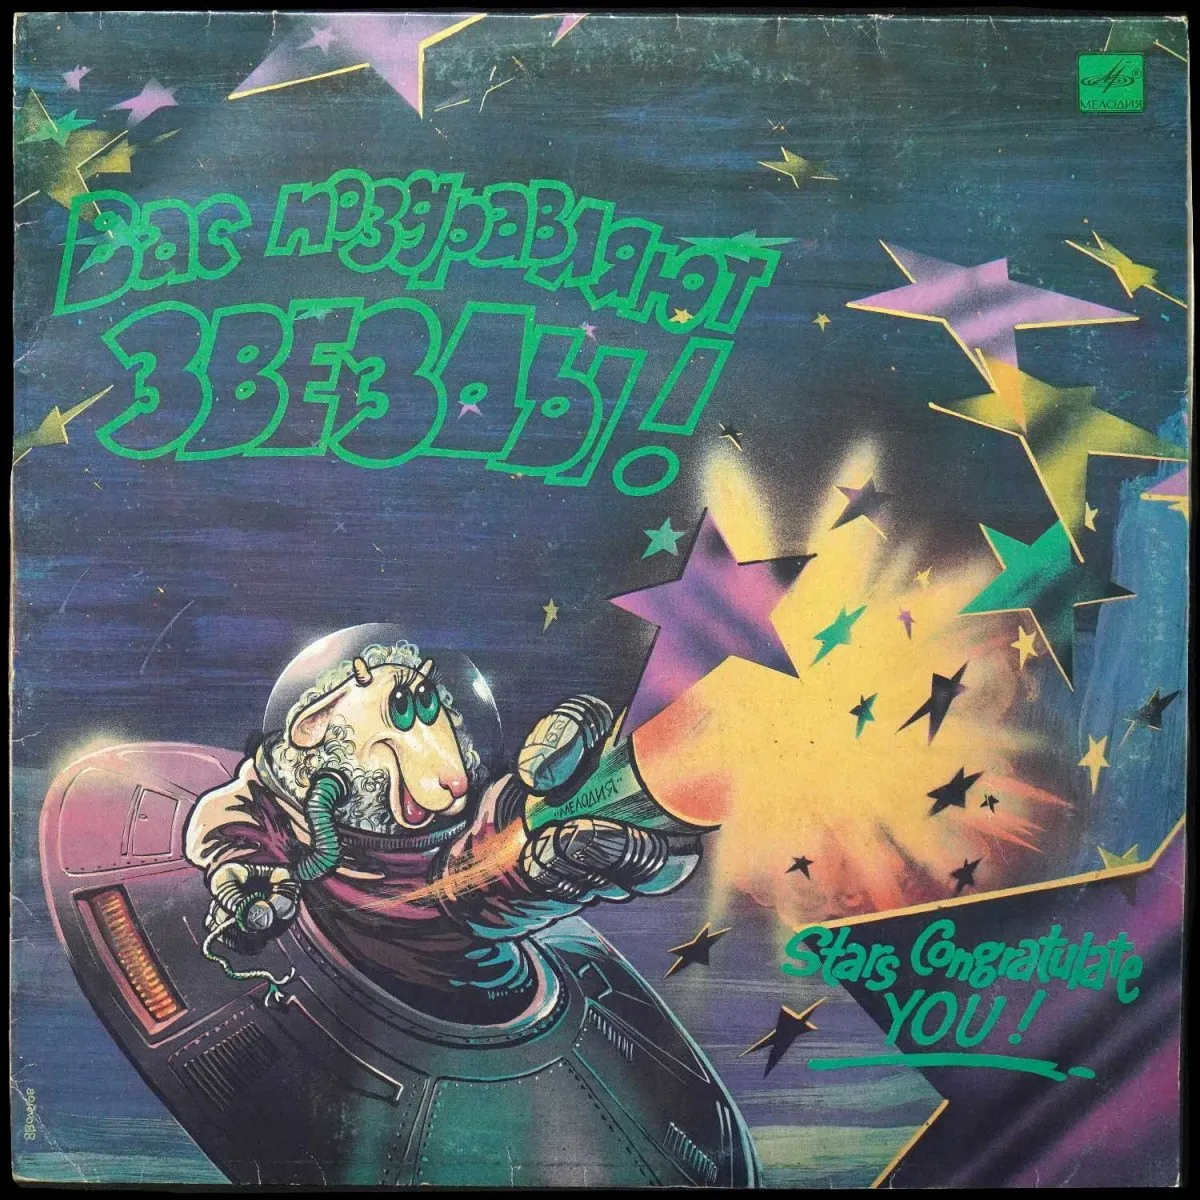 МЕЛОДИЯ
Вас поздравляют
ЗВЕЗДЫ!
"МЕЛОДИЯ"
Stars Congratulate
YOU!